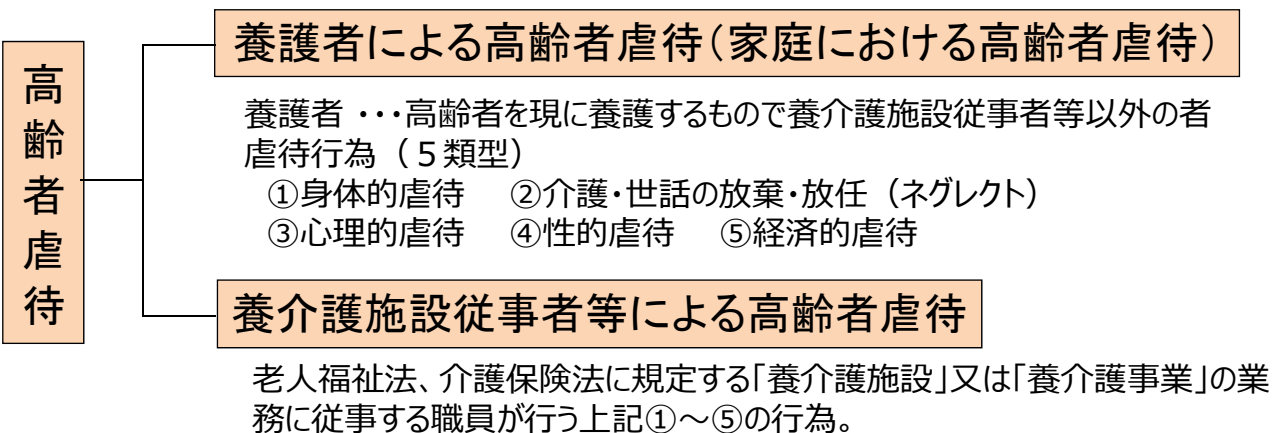 高齢者虐待
養護者による高齢者虐待（家庭における高齢者虐待）
養護者 ・・・高齢者を現に養護するもので養介護施設従事者等以外の者
虐待行為（５類型）
①身体的虐待　②介護・世話の放棄・放任（ネグレクト）
③心理的虐待　④性的虐待　⑤経済的虐待
養介護施設従事者等による高齢者虐待
老人福祉法、介護保険法に規定する「養介護施設」又は「養介護事業」の業
務に従事する職員が行う上記①～⑤の行為。